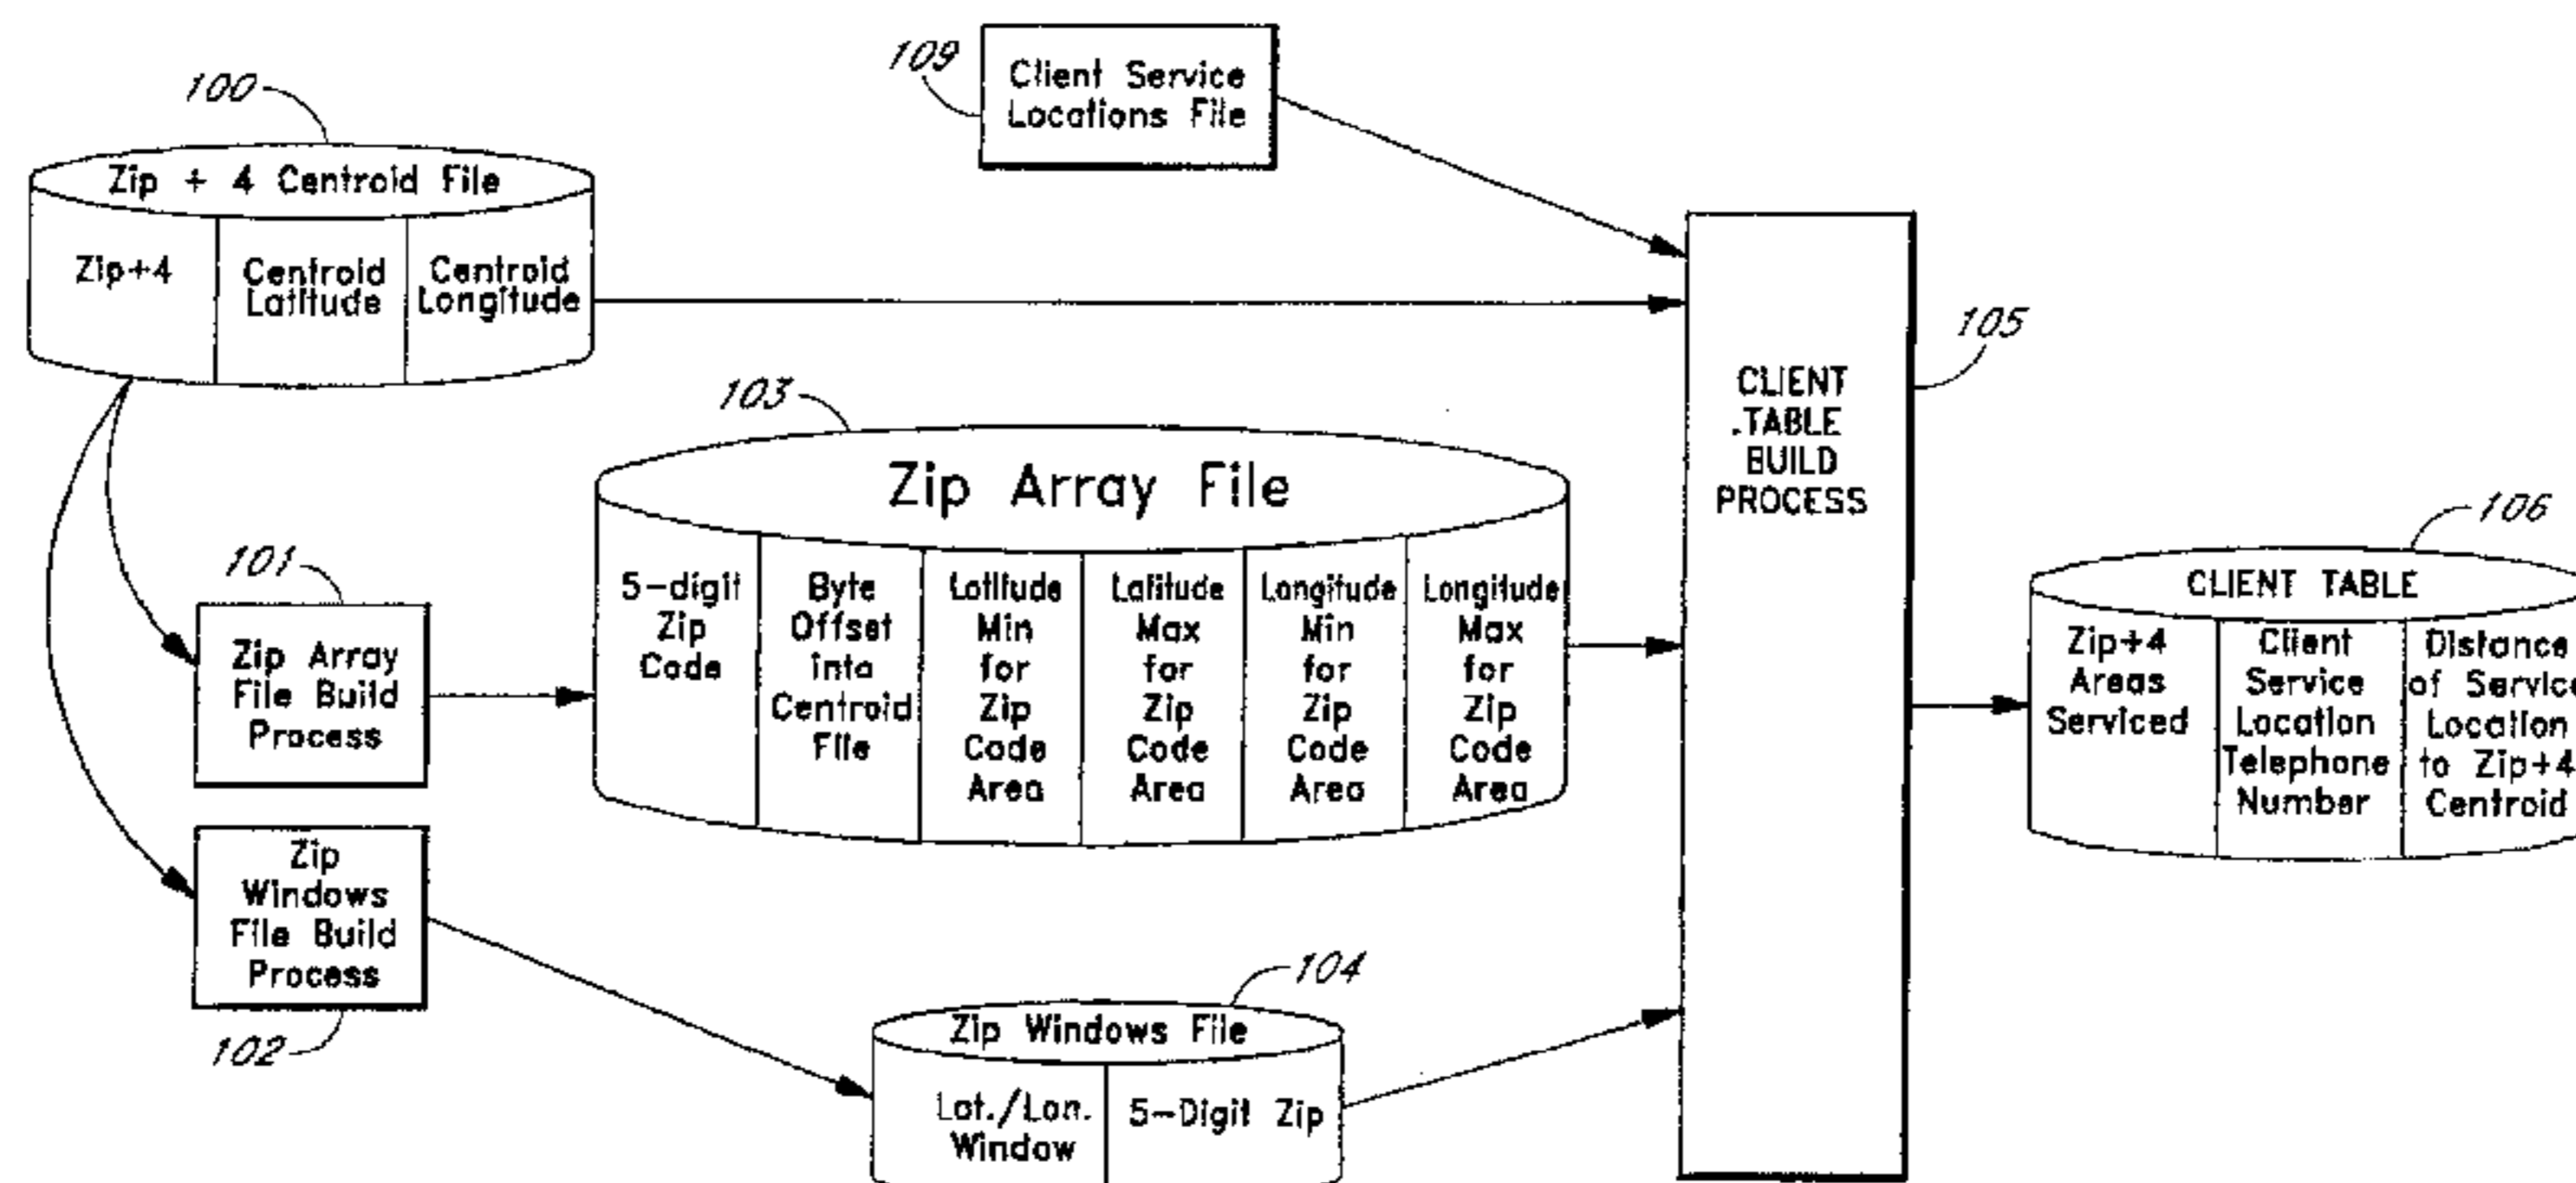 109
Client Service
Locations File
100
Zip + 4 Centroid File
Zip+4
Centroid
Latitude
Centroid
Longitude
105
CLIENT
TABLE
BUILD
PROCESS
103
Zip Array File
5-digit
Zip
Code
Byte
Offset
into
Centroid
File
Latitude
Min
for
Zip
Code
Area
Latitude
Max
for
Zip
Code
Area
Longitude
Min
for
Zip
Code
Area
Longitude
Max
for
Zip
Code
Area
101
Zip Array
File Build
Process
Zip
Windows
File Build
Process
102
104
Zip Windows File
Lat./Lon.
Window
5-Digit Zip
106
CLIENT TABLE
Zip+4
Areas
Serviced
Client
Service
Location
Telephone
Number
Distance
of Service
Location
to Zip+4
Centroid